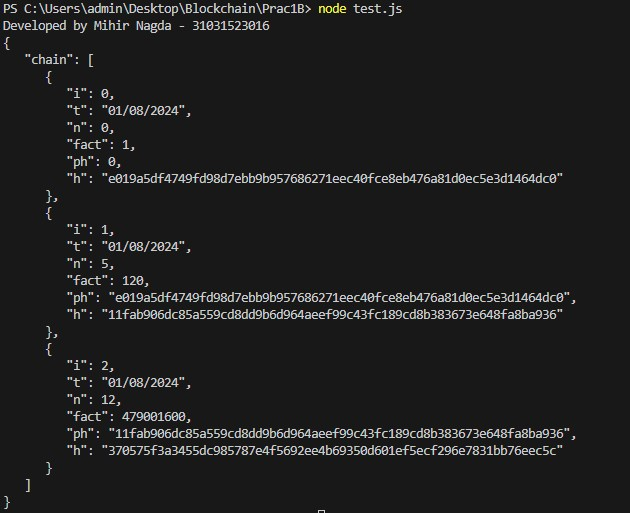 PS C:\Users\admin\Desktop\Blockchain\Prac1B> node test.js
Developed by Mihir Nagda - 31031523016
{
   "chain": [
      {
         "i": 0,
         "t": "01/08/2024",
         "n": 0,
         "fact": 1,
         "ph": 0,
         "h": "e019a5df4749fd98d7ebb9b957686271eec40fce8eb476a81d0ec5e3d1464dc0"
      },
      {
         "i": 1,
         "t": "01/08/2024",
         "n": 5,
         "fact": 120,
         "ph": "e019a5df4749fd98d7ebb9b957686271eec40fce8eb476a81d0ec5e3d1464dc0",
         "h": "11fab906dc85a559cd8dd9b6d964aeef99c43fc189cd8b383673e648fa8ba936"
      },
      {
         "i": 2,
         "t": "01/08/2024",
         "n": 12,
         "fact": 479001600,
         "ph": "11fab906dc85a559cd8dd9b6d964aeef99c43fc189cd8b383673e648fa8ba936",
         "h": "370575f3a3455dc985787e4f5692ee4b69350d601ef5ecf296e7831bb76eec5c"
      }
   ]
}